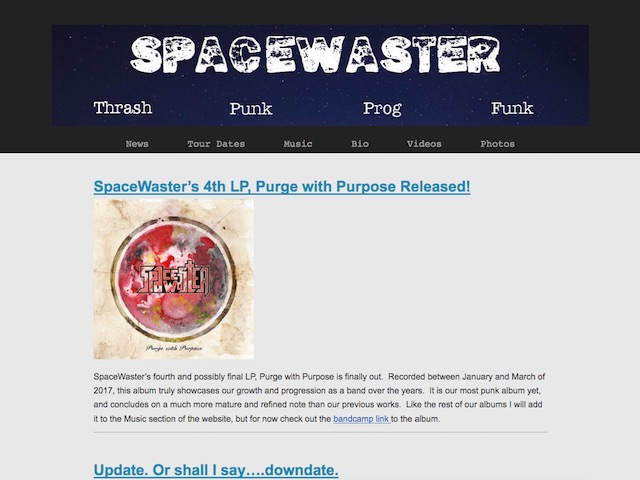 SPACEWASTER
Thrash Punk Prog Funk
News Tour Dates Music Bio Videos Photos
SpaceWaster’s 4th LP, Purge with Purpose Released!
SPACEWASTER
Purge with Purpose
SpaceWaster’s fourth and possibly final LP, Purge with Purpose is finally out.  Recorded between January and March of
2017, this album truly showcases our growth and progression as a band over the years.  It is our most punk album yet,
and concludes on a much more mature and refined note than our previous works.  Like the rest of our albums I will add
it to the Music section of the website, but for now check out the bandcamp link to the album.
Update. Or shall I say….downdate.